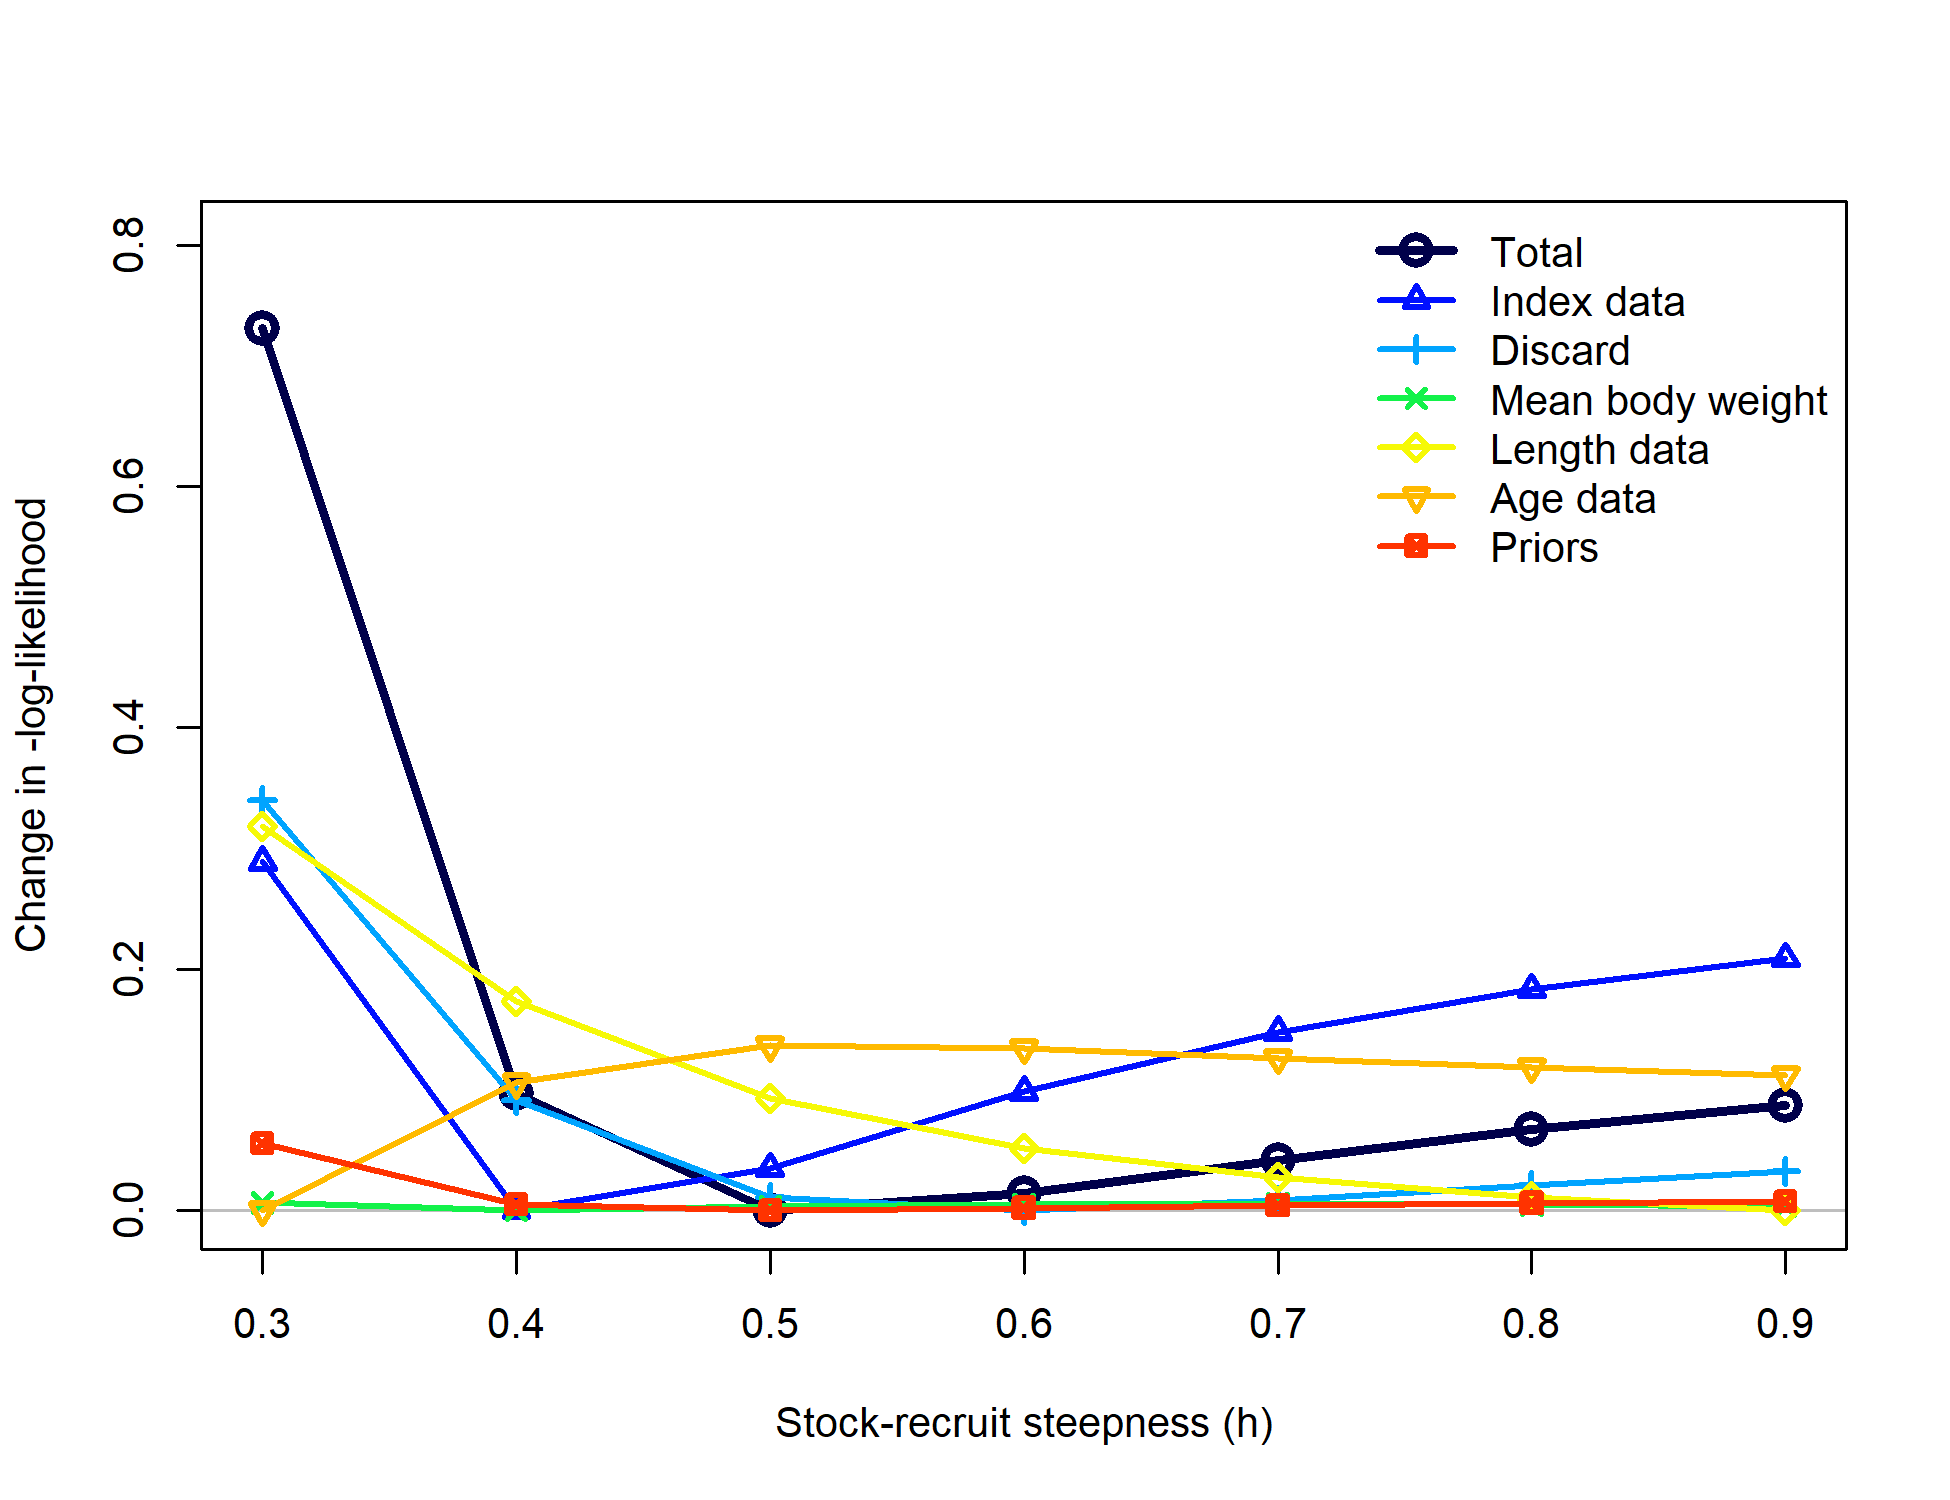 0.8
0.6
0.4
0.2
0.0
Change in -log-likelihood
Total
Index data
Discard
Mean body weight
Length data
Age data
Priors
0.3 0.4 0.5 0.6 0.7 0.8 0.9
Stock-recruit steepness (h)